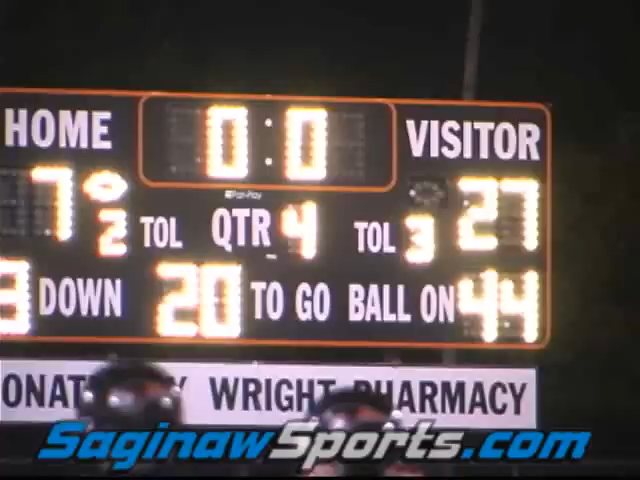 HOME 0:0 VISITOR
7 2 TOL QTR 4 TOL 3 27
3 DOWN 20 TO GO BALL ON 44
WRIGHT PHARMACY
SaginawSports.com